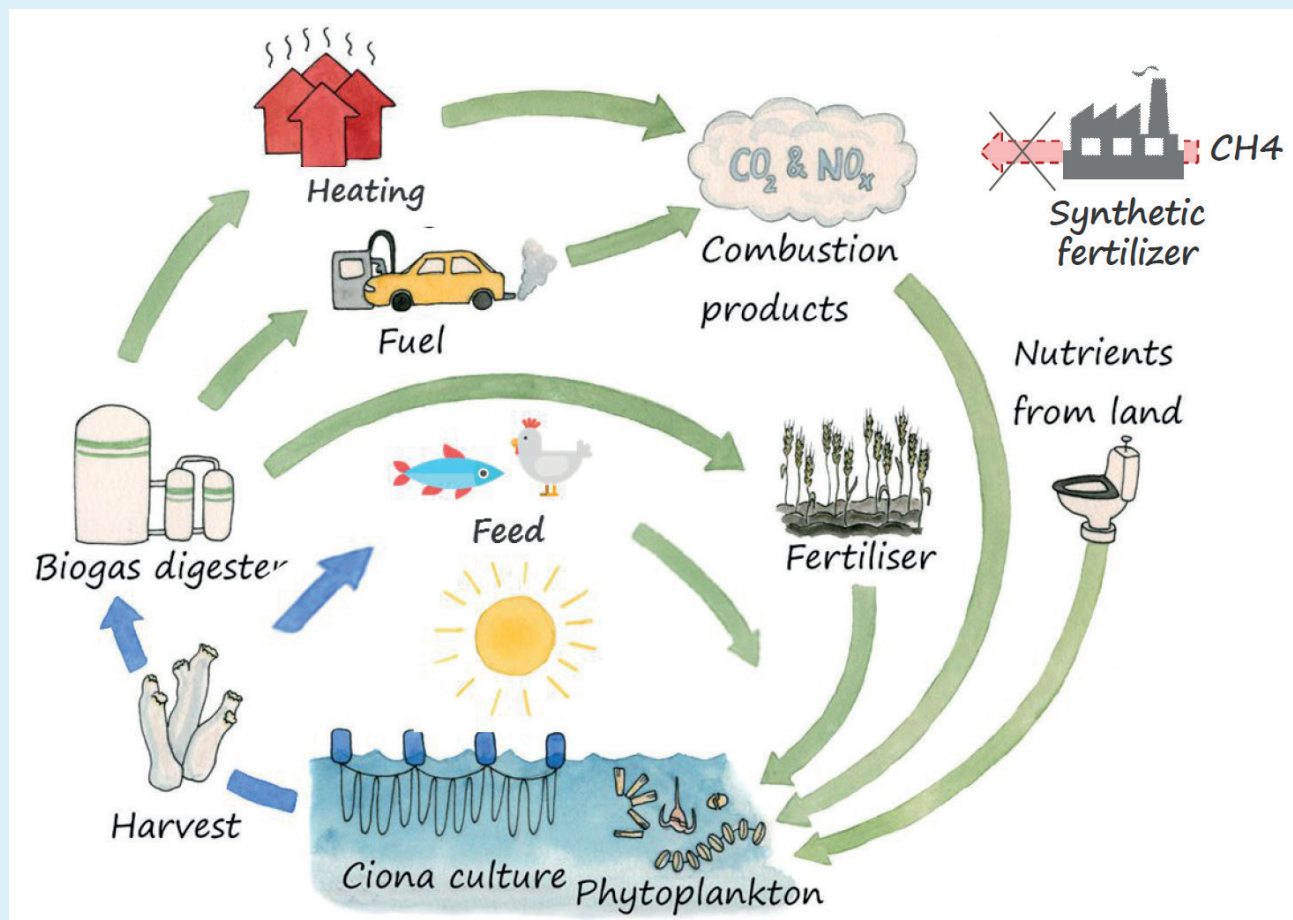 Heating
CO₂ & NOₓ
CH4
Synthetic
fertilizer
Combustion
products
Fuel
Nutrients
from land
Feed
Fertiliser
Biogas digester
Harvest
Ciona culture
Phytoplankton